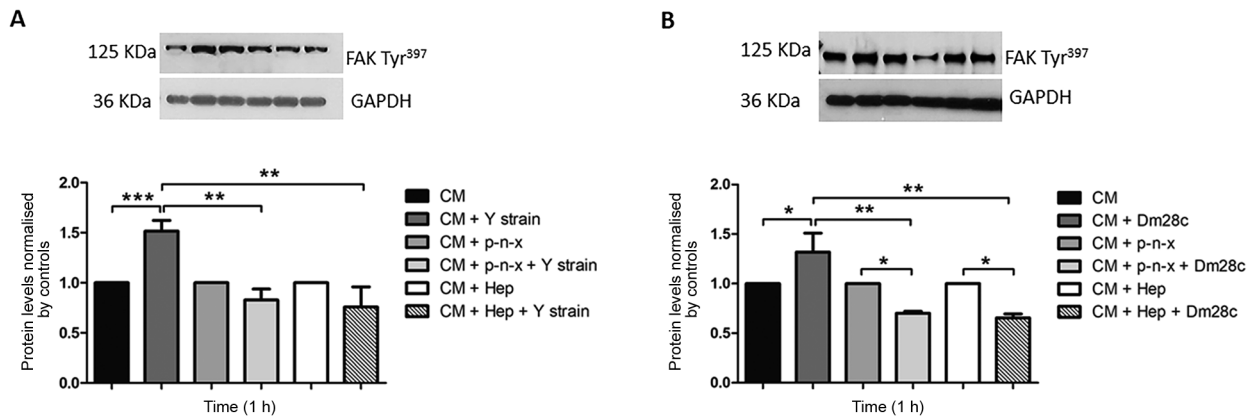 A
125 KDa
FAK Tyr397
36 KDa
GAPDH
Protein levels normalised
by controls
2.0
1.5
1.0
0.5
0.0
***
**
**
Time (1 h)
CM
CM + Y strain
CM + p-n-x
CM + p-n-x + Y strain
CM + Hep
CM + Hep + Y strain
B
125 KDa
FAK Tyr397
36 KDa
GAPDH
Protein levels normalised
by controls
2.0
1.5
1.0
0.5
0.0
*
**
**
*
*
Time (1 h)
CM
CM + Dm28c
CM + p-n-x
CM + p-n-x + Dm28c
CM + Hep
CM + Hep + Dm28c